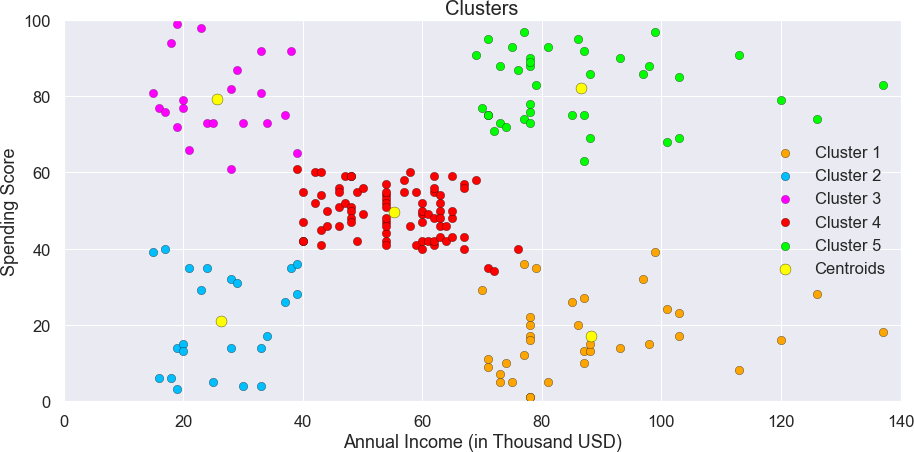 Clusters
Spending Score
100
80
60
40
20
0
Cluster 1
Cluster 2
Cluster 3
Cluster 4
Cluster 5
Centroids
0 20 40 60 80 100 120 140
Annual Income (in Thousand USD)